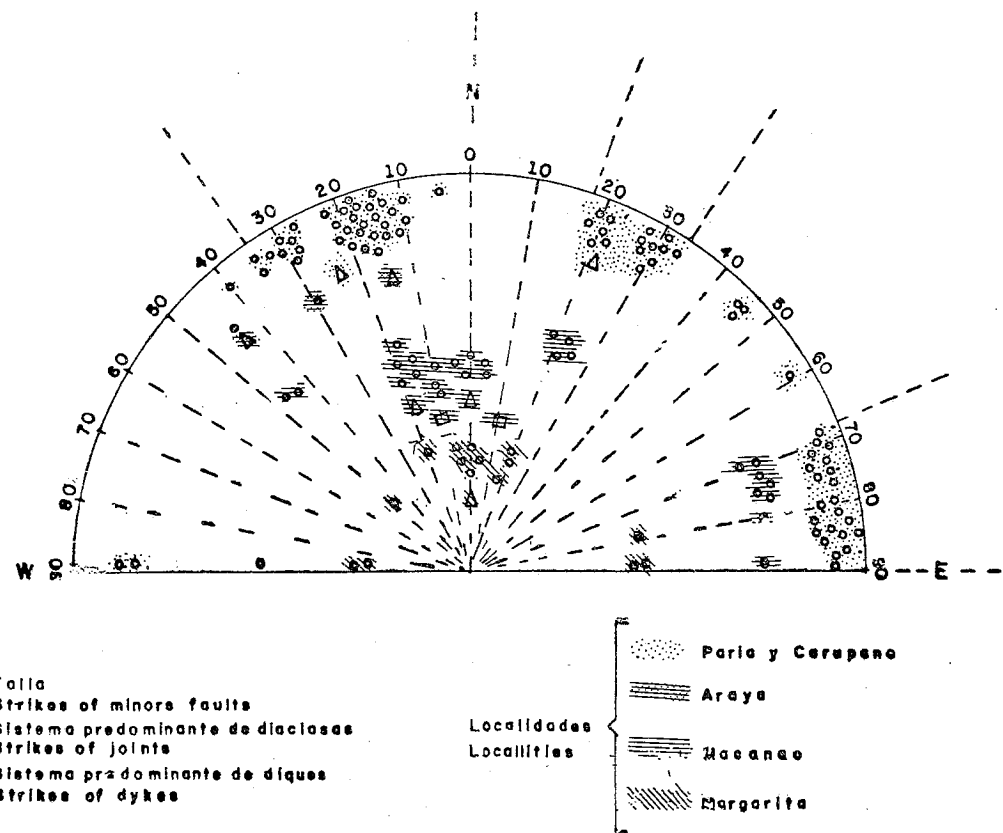 N
0
10
10
20
20
30
30
40
40
50
50
60
60
70
70
80
80
W
90
90
E
Falla
Strikes of minors faults
Sistema predominante de diaclasas
Strikes of joints
Sistema predominante de diques
Strikes of dykes
Localidades
Locallities
Paria y Carupano
Araya
Macanao
Margarita